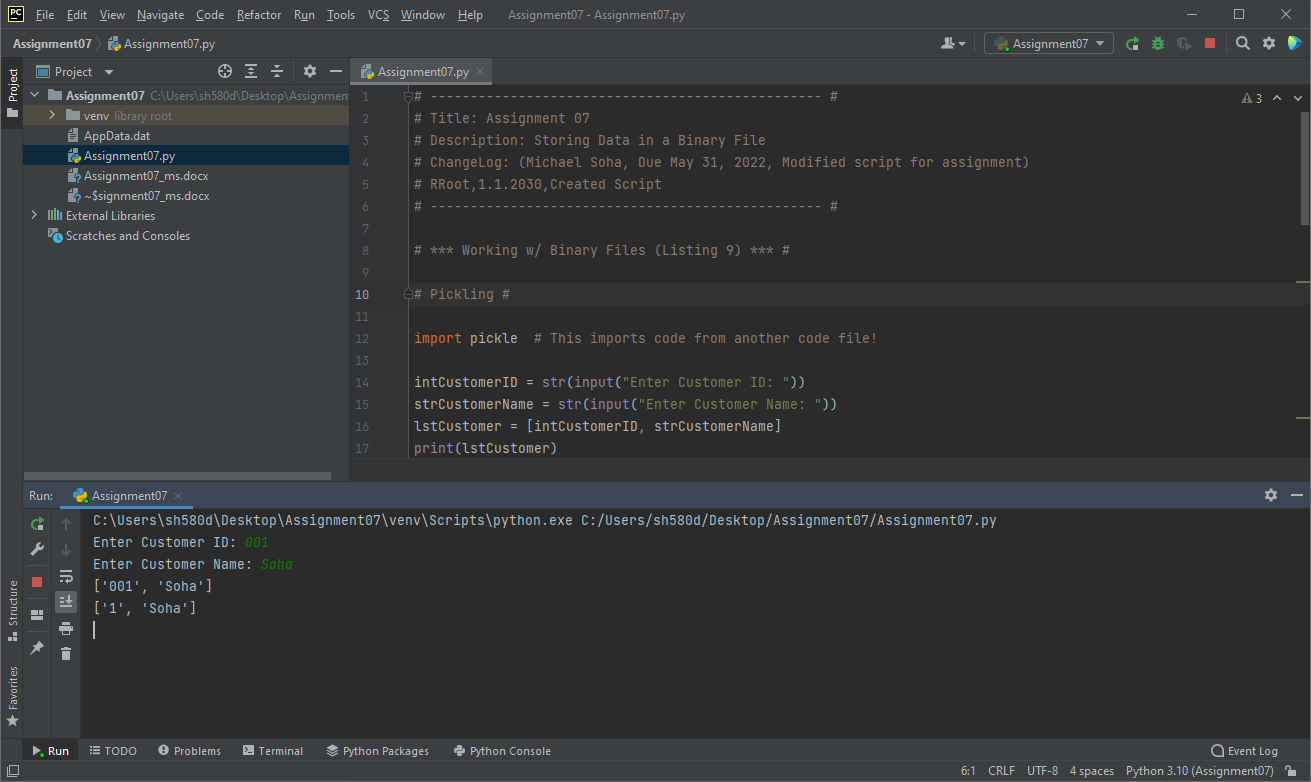 PC File Edit View Navigate Code Refactor Run Tools VCS Window Help Assignment07 - Assignment07.py
Assignment07 Assignment07.py Assignment07
Project Project Assignment07.py
Assignment07 C:\Users\sh580d\Desktop\Assignmen
venv library root
AppData.dat
Assignment07.py
Assignment07_ms.docx
~$signment07_ms.docx
External Libraries
Scratches and Consoles
3
1 # ------------------------------------------------- #
2 # Title: Assignment 07
3 # Description: Storing Data in a Binary File
4 # ChangeLog: (Michael Soha, Due May 31, 2022, Modified script for assignment)
5 # RRoot,1.1.2030,Created Script
6 # ------------------------------------------------- #
7
8 # *** Working w/ Binary Files (Listing 9) *** #
9
10 # Pickling #
11
12 import pickle  # This imports code from another code file!
13
14 intCustomerID = str(input("Enter Customer ID: "))
15 strCustomerName = str(input("Enter Customer Name: "))
16 lstCustomer = [intCustomerID, strCustomerName]
17 print(lstCustomer)
Run: Assignment07
C:\Users\sh580d\Desktop\Assignment07\venv\Scripts\python.exe C:/Users/sh580d/Desktop/Assignment07/Assignment07.py
Enter Customer ID: 001
Enter Customer Name: Soha
['001', 'Soha']
['1', 'Soha']
Structure
Favorites
Run TODO Problems Terminal Python Packages Python Console Event Log
6:1 CRLF UTF-8 4 spaces Python 3.10 (Assignment07)